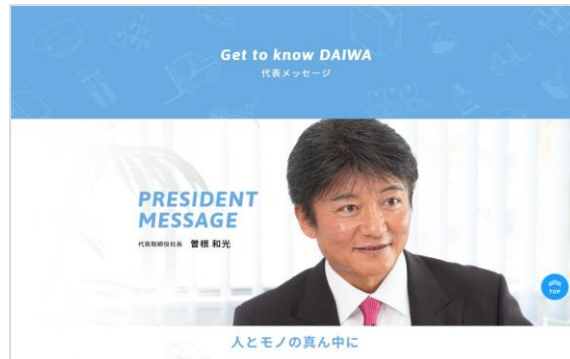 Get to know DAIWA
代表メッセージ
PRESIDENT
MESSAGE
代表取締役社長 曽根 和光
TOP
人とモノの真ん中に